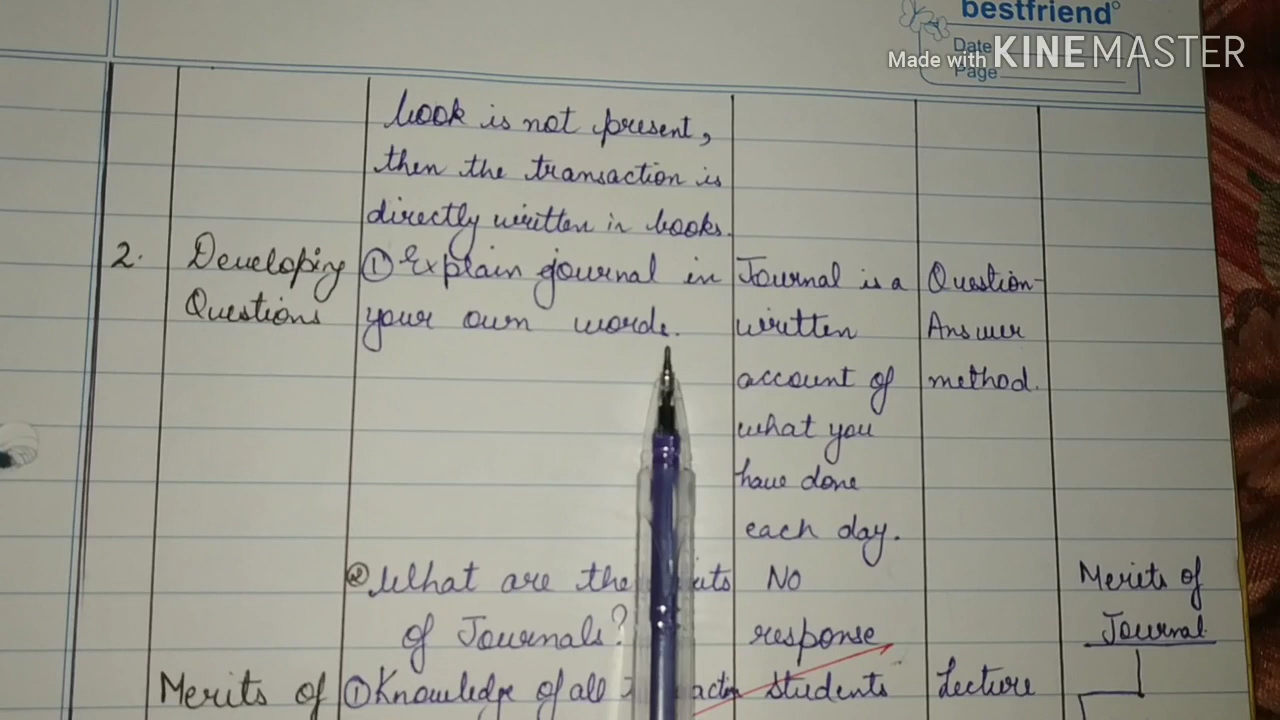 bestfriend
Date
Made with KINEMASTER
Page
book is not present,
then the transaction is
directly written in books.
2. Developing Questions
① Explain journal in
your own words.
Journal is a
written
account of
what you
have done
each day.
Question-
Answer
method.
② What are the
of Journals?
No
response
Merits of
Journal
Merits of
① Knowledge of all
students
Lecture